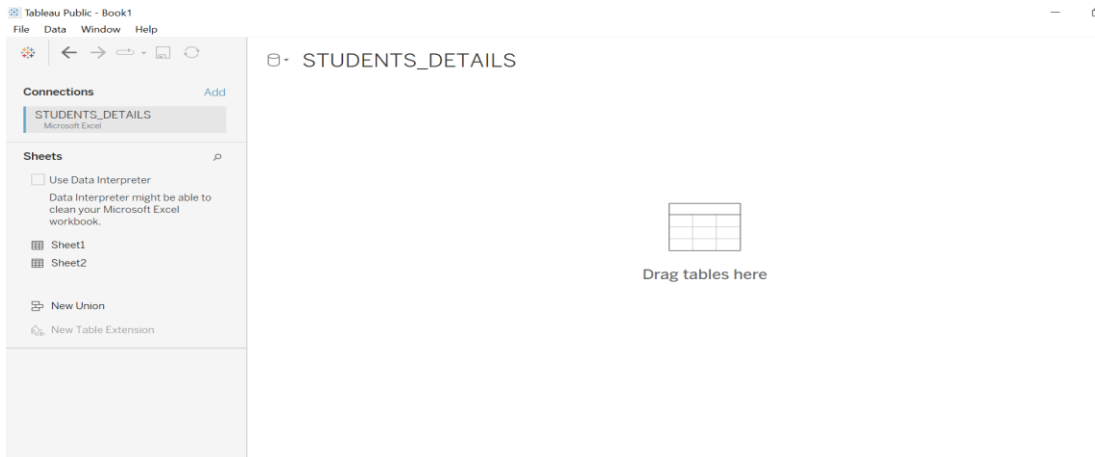 Tableau Public - Book1
File Data Window Help
STUDENTS_DETAILS
Connections Add
STUDENTS_DETAILS
Microsoft Excel
Sheets
Use Data Interpreter
Data Interpreter might be able to
clean your Microsoft Excel
workbook.
Sheet1
Sheet2
New Union
New Table Extension
Drag tables here